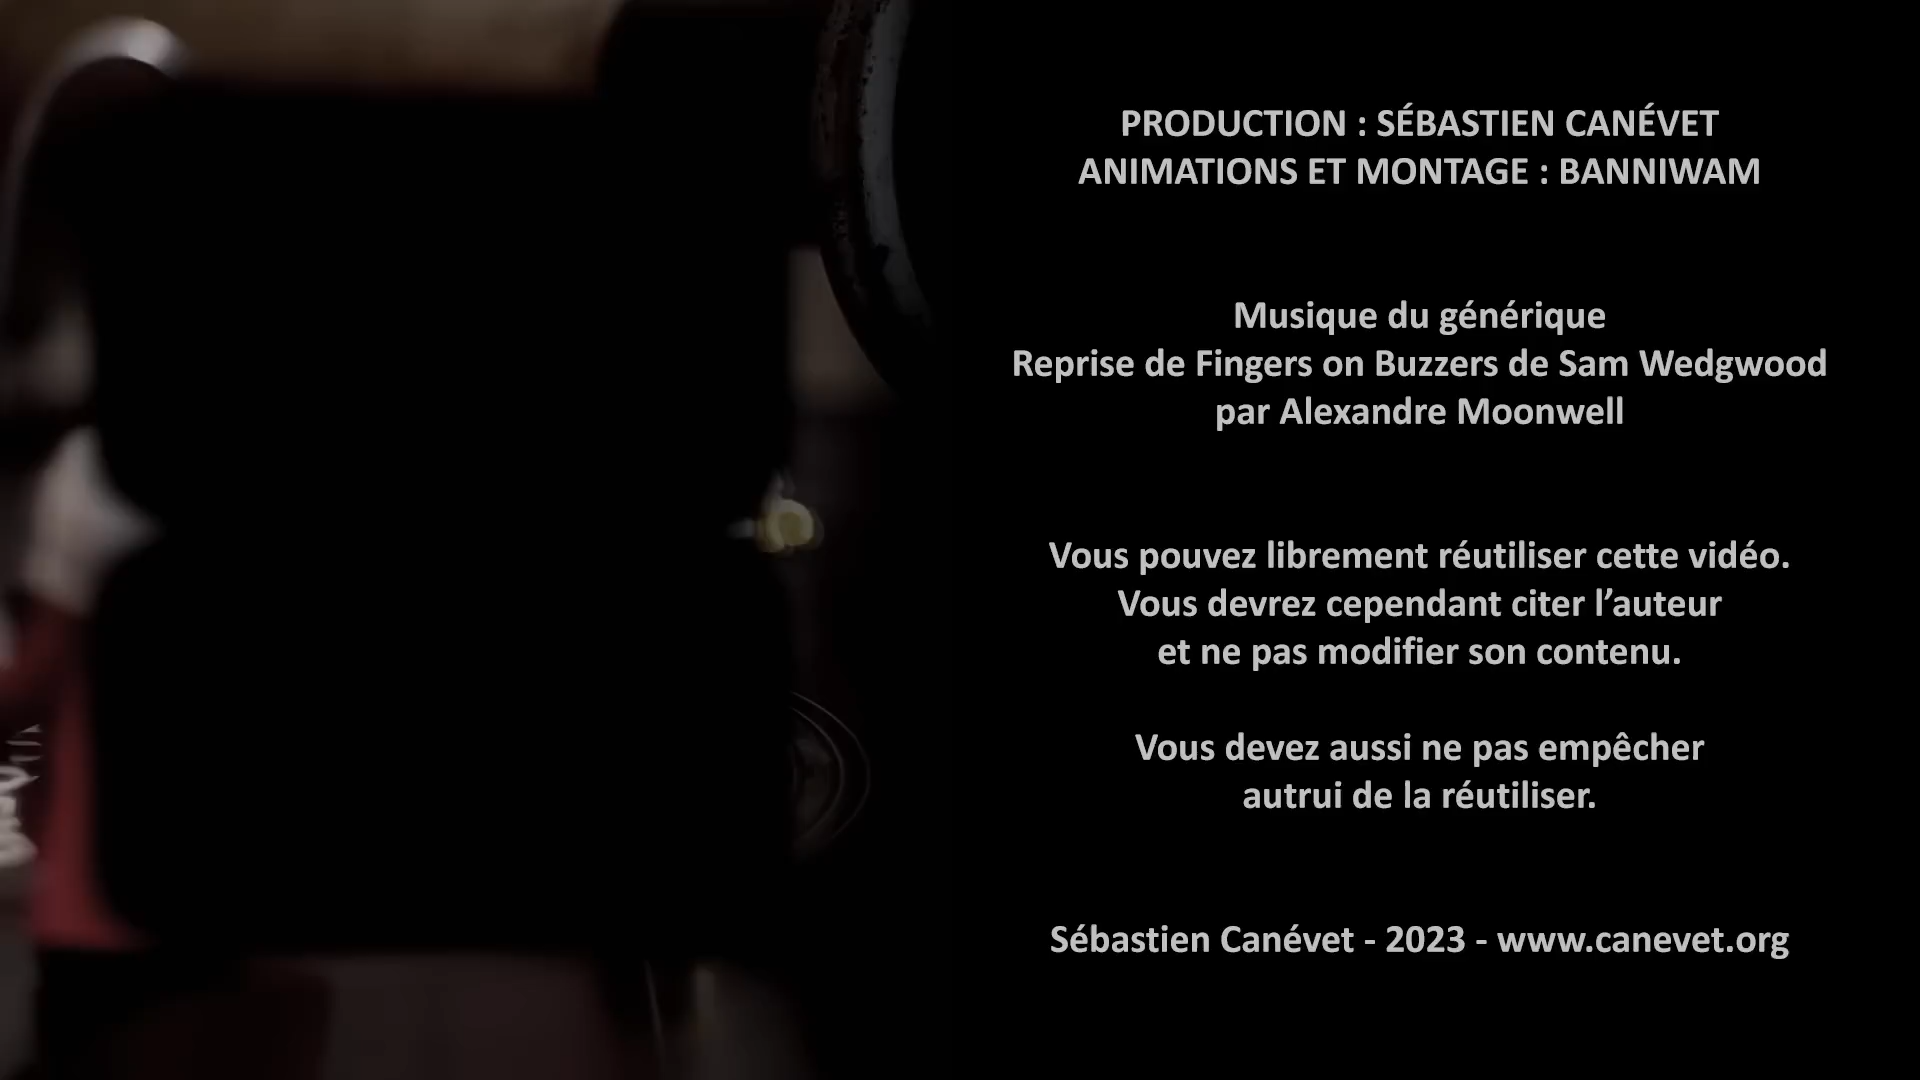 PRODUCTION : SÉBASTIEN CANÉVET
ANIMATIONS ET MONTAGE : BANNIWAM
Musique du générique
Reprise de Fingers on Buzzers de Sam Wedgwood
par Alexandre Moonwell
Vous pouvez librement réutiliser cette vidéo.
Vous devrez cependant citer l’auteur
et ne pas modifier son contenu.
Vous devez aussi ne pas empêcher
autrui de la réutiliser.
Sébastien Canévet - 2023 - www.canevet.org